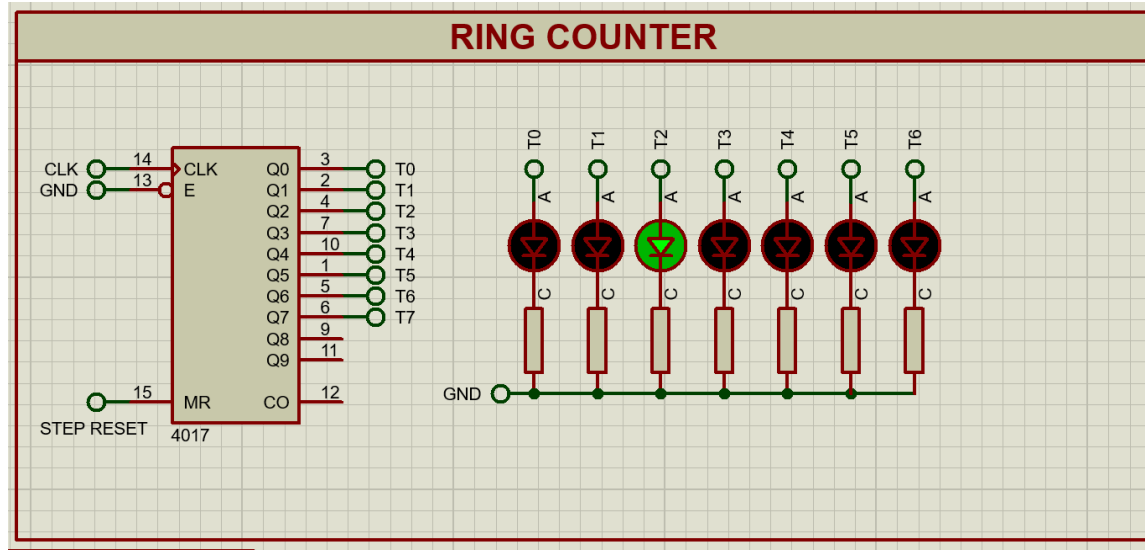 RING COUNTER
T0 T1 T2 T3 T4 T5 T6
CLK 14 CLK Q0 3 T0
GND 13 E Q1 2 T1
Q2 4 T2
Q3 7 T3
Q4 10 T4
Q5 1 T5
Q6 5 T6
Q7 6 T7
Q8 9
Q9 11
15 MR CO 12
STEP RESET
4017
A A A A A A A
C C C C C C C
GND